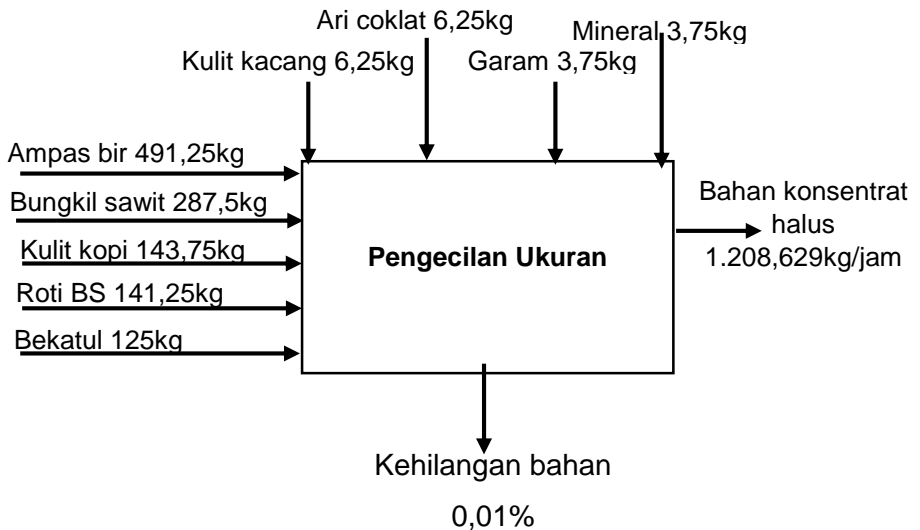 Ari coklat 6,25kg
Mineral 3,75kg
Kulit kacang 6,25kg
Garam 3,75kg
Ampas bir 491,25kg
Bungkil sawit 287,5kg
Kulit kopi 143,75kg
Roti BS 141,25kg
Bekatul 125kg
Pengecilan Ukuran
Bahan konsentrat
halus
1.208,629kg/jam
Kehilangan bahan
0,01%